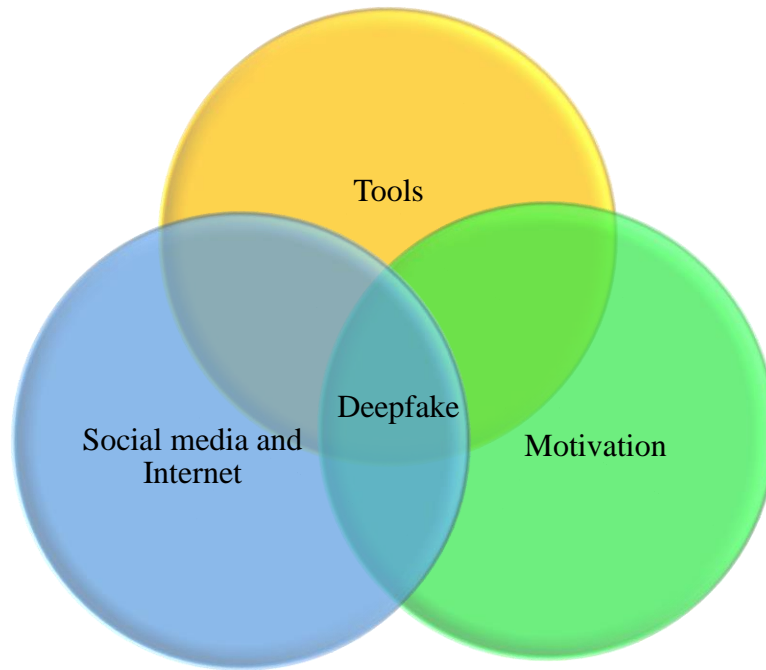 Tools
Deepfake
Social media and
Internet
Motivation